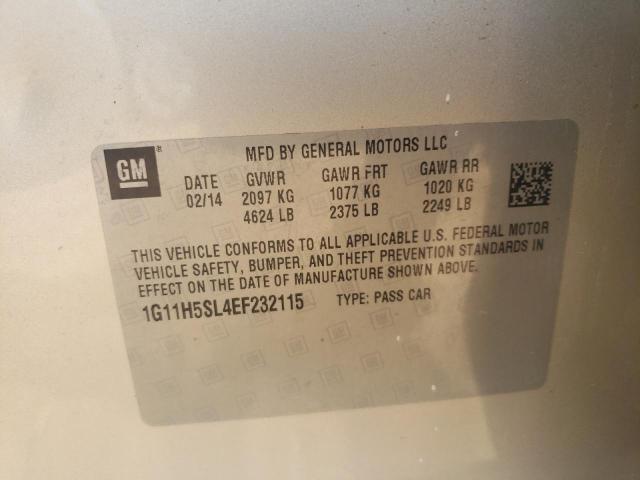 GM
MFD BY GENERAL MOTORS LLC
DATE GVWR GAWR FRT GAWR RR
02/14 2097 KG 1077 KG 1020 KG
4624 LB 2375 LB 2249 LB
THIS VEHICLE CONFORMS TO ALL APPLICABLE U.S. FEDERAL MOTOR
VEHICLE SAFETY, BUMPER, AND THEFT PREVENTION STANDARDS IN
EFFECT ON THE DATE OF MANUFACTURE SHOWN ABOVE.
1G11H5SL4EF232115 TYPE: PASS CAR